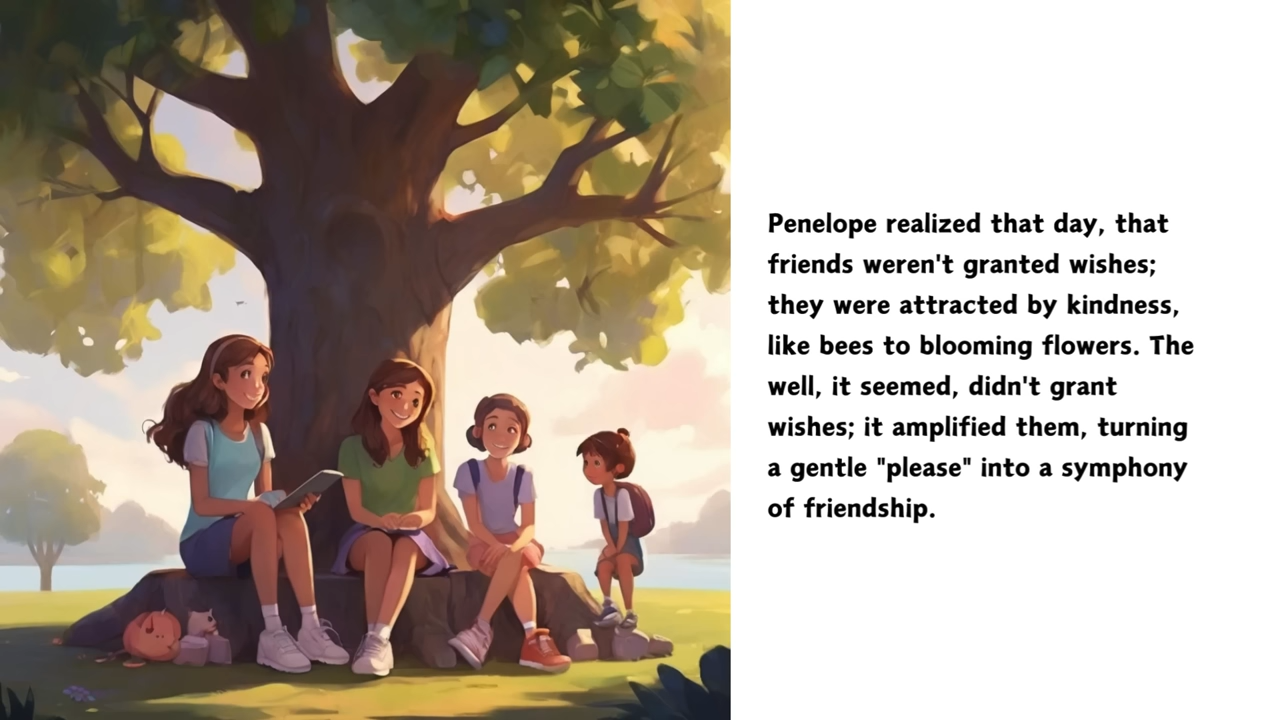 Penelope realized that day, that
friends weren't granted wishes;
they were attracted by kindness,
like bees to blooming flowers. The
well, it seemed, didn't grant
wishes; it amplified them, turning
a gentle "please" into a symphony
of friendship.